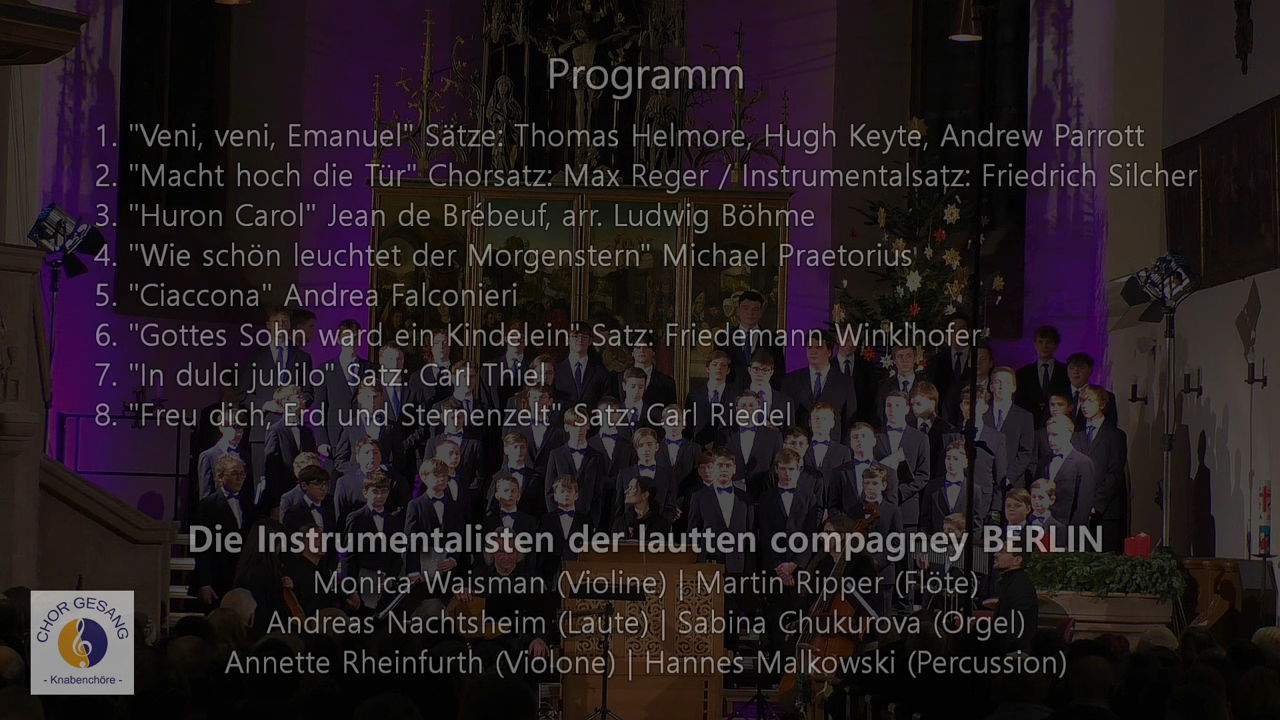 Programm
1. "Veni, veni, Emanuel" Sätze: Thomas Helmore, Hugh Keyte, Andrew Parrott
2. "Macht hoch die Tür" Chorsatz: Max Reger / Instrumentalsatz: Friedrich Silcher
3. "Huron Carol" Jean de Brébeuf, arr. Ludwig Böhme
4. "Wie schön leuchtet der Morgenstern" Michael Praetorius
5. "Ciaccona" Andrea Falconieri
6. "Gottes Sohn ward ein Kindelein" Satz: Friedemann Winklhofer
7. "In dulci jubilo" Satz: Carl Thiel
8. "Freu dich, Erd und Sternenzelt" Satz: Carl Riedel
Die Instrumentalisten der lautten compagney BERLIN
Monica Waisman (Violine) | Martin Ripper (Flöte)
Andreas Nachtsheim (Laute) | Sabina Chukurova (Orgel)
Annette Rheinfurth (Violone) | Hannes Malkowski (Percussion)
CHOR GESANG
- Knabenchöre -